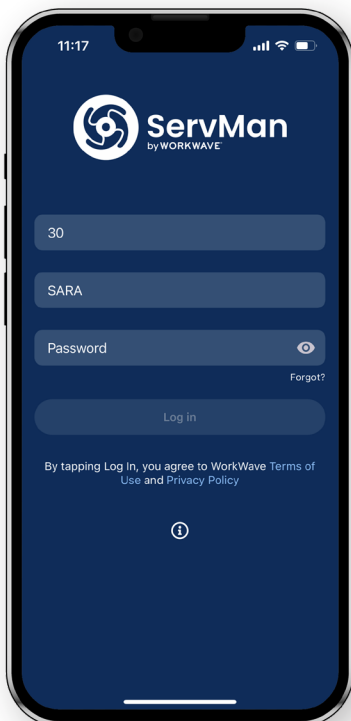 11:17
ServMan
by WORKWAVE
30
SARA
Password
Forgot?
Log in
By tapping Log In, you agree to WorkWave Terms of
Use and Privacy Policy